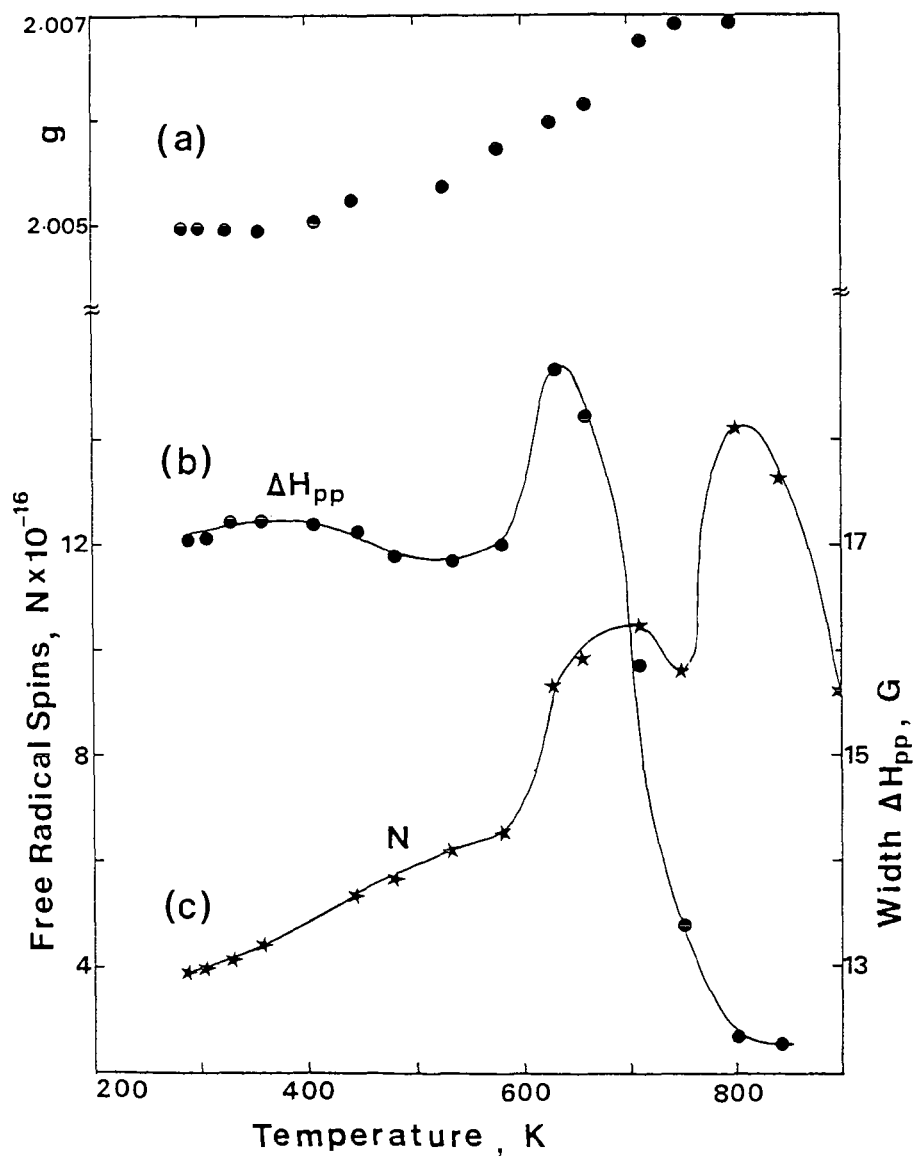 2·007
g
(a)
2·005
(b)
ΔHpp
12
17
Free Radical Spins, N x 10⁻¹⁶
Width ΔHpp, G
8
15
N
(c)
4
13
200
400
600
800
Temperature, K